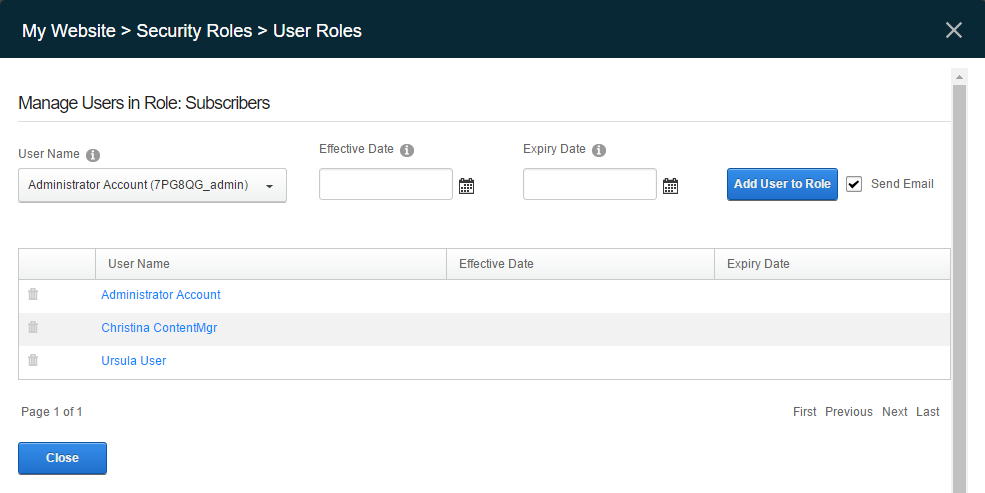 My Website > Security Roles > User Roles
Manage Users in Role: Subscribers
User Name
Effective Date
Expiry Date
Administrator Account (7PG8QG_admin)
Add User to Role
Send Email
User Name
Effective Date
Expiry Date
Administrator Account
Christina ContentMgr
Ursula User
Page 1 of 1
First Previous Next Last
Close